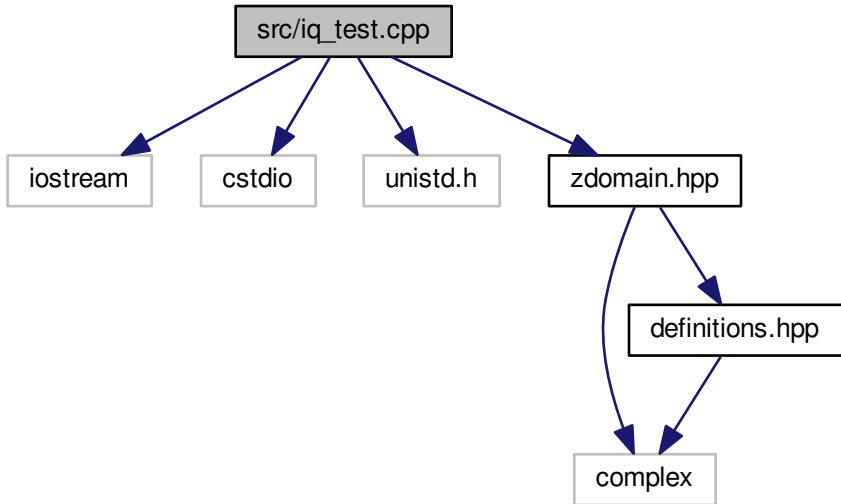 src/iq_test.cpp
iostream
cstdio
unistd.h
zdomain.hpp
definitions.hpp
complex